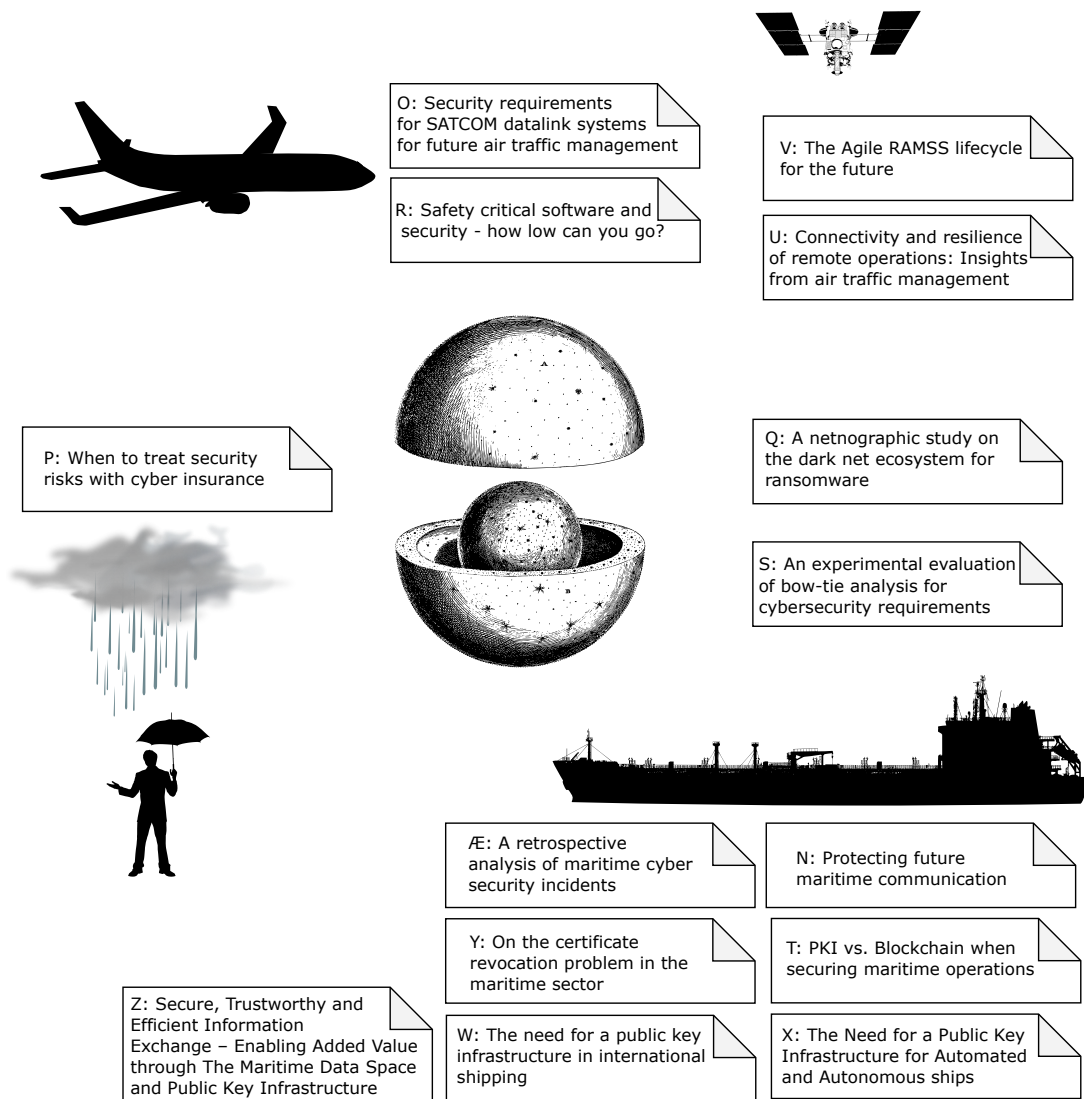 O: Security requirements
for SATCOM datalink systems
for future air traffic management
R: Safety critical software and
security - how low can you go?
V: The Agile RAMSS lifecycle
for the future
U: Connectivity and resilience
of remote operations: Insights
from air traffic management
P: When to treat security
risks with cyber insurance
Q: A netnographic study on
the dark net ecosystem for
ransomware
S: An experimental evaluation
of bow-tie analysis for
cybersecurity requirements
Æ: A retrospective
analysis of maritime cyber
security incidents
N: Protecting future
maritime communication
Y: On the certificate
revocation problem in the
maritime sector
T: PKI vs. Blockchain when
securing maritime operations
Z: Secure, Trustworthy and
Efficient Information
Exchange – Enabling Added Value
through The Maritime Data Space
and Public Key Infrastructure
W: The need for a public key
infrastructure in international
shipping
X: The Need for a Public Key
Infrastructure for Automated
and Autonomous ships